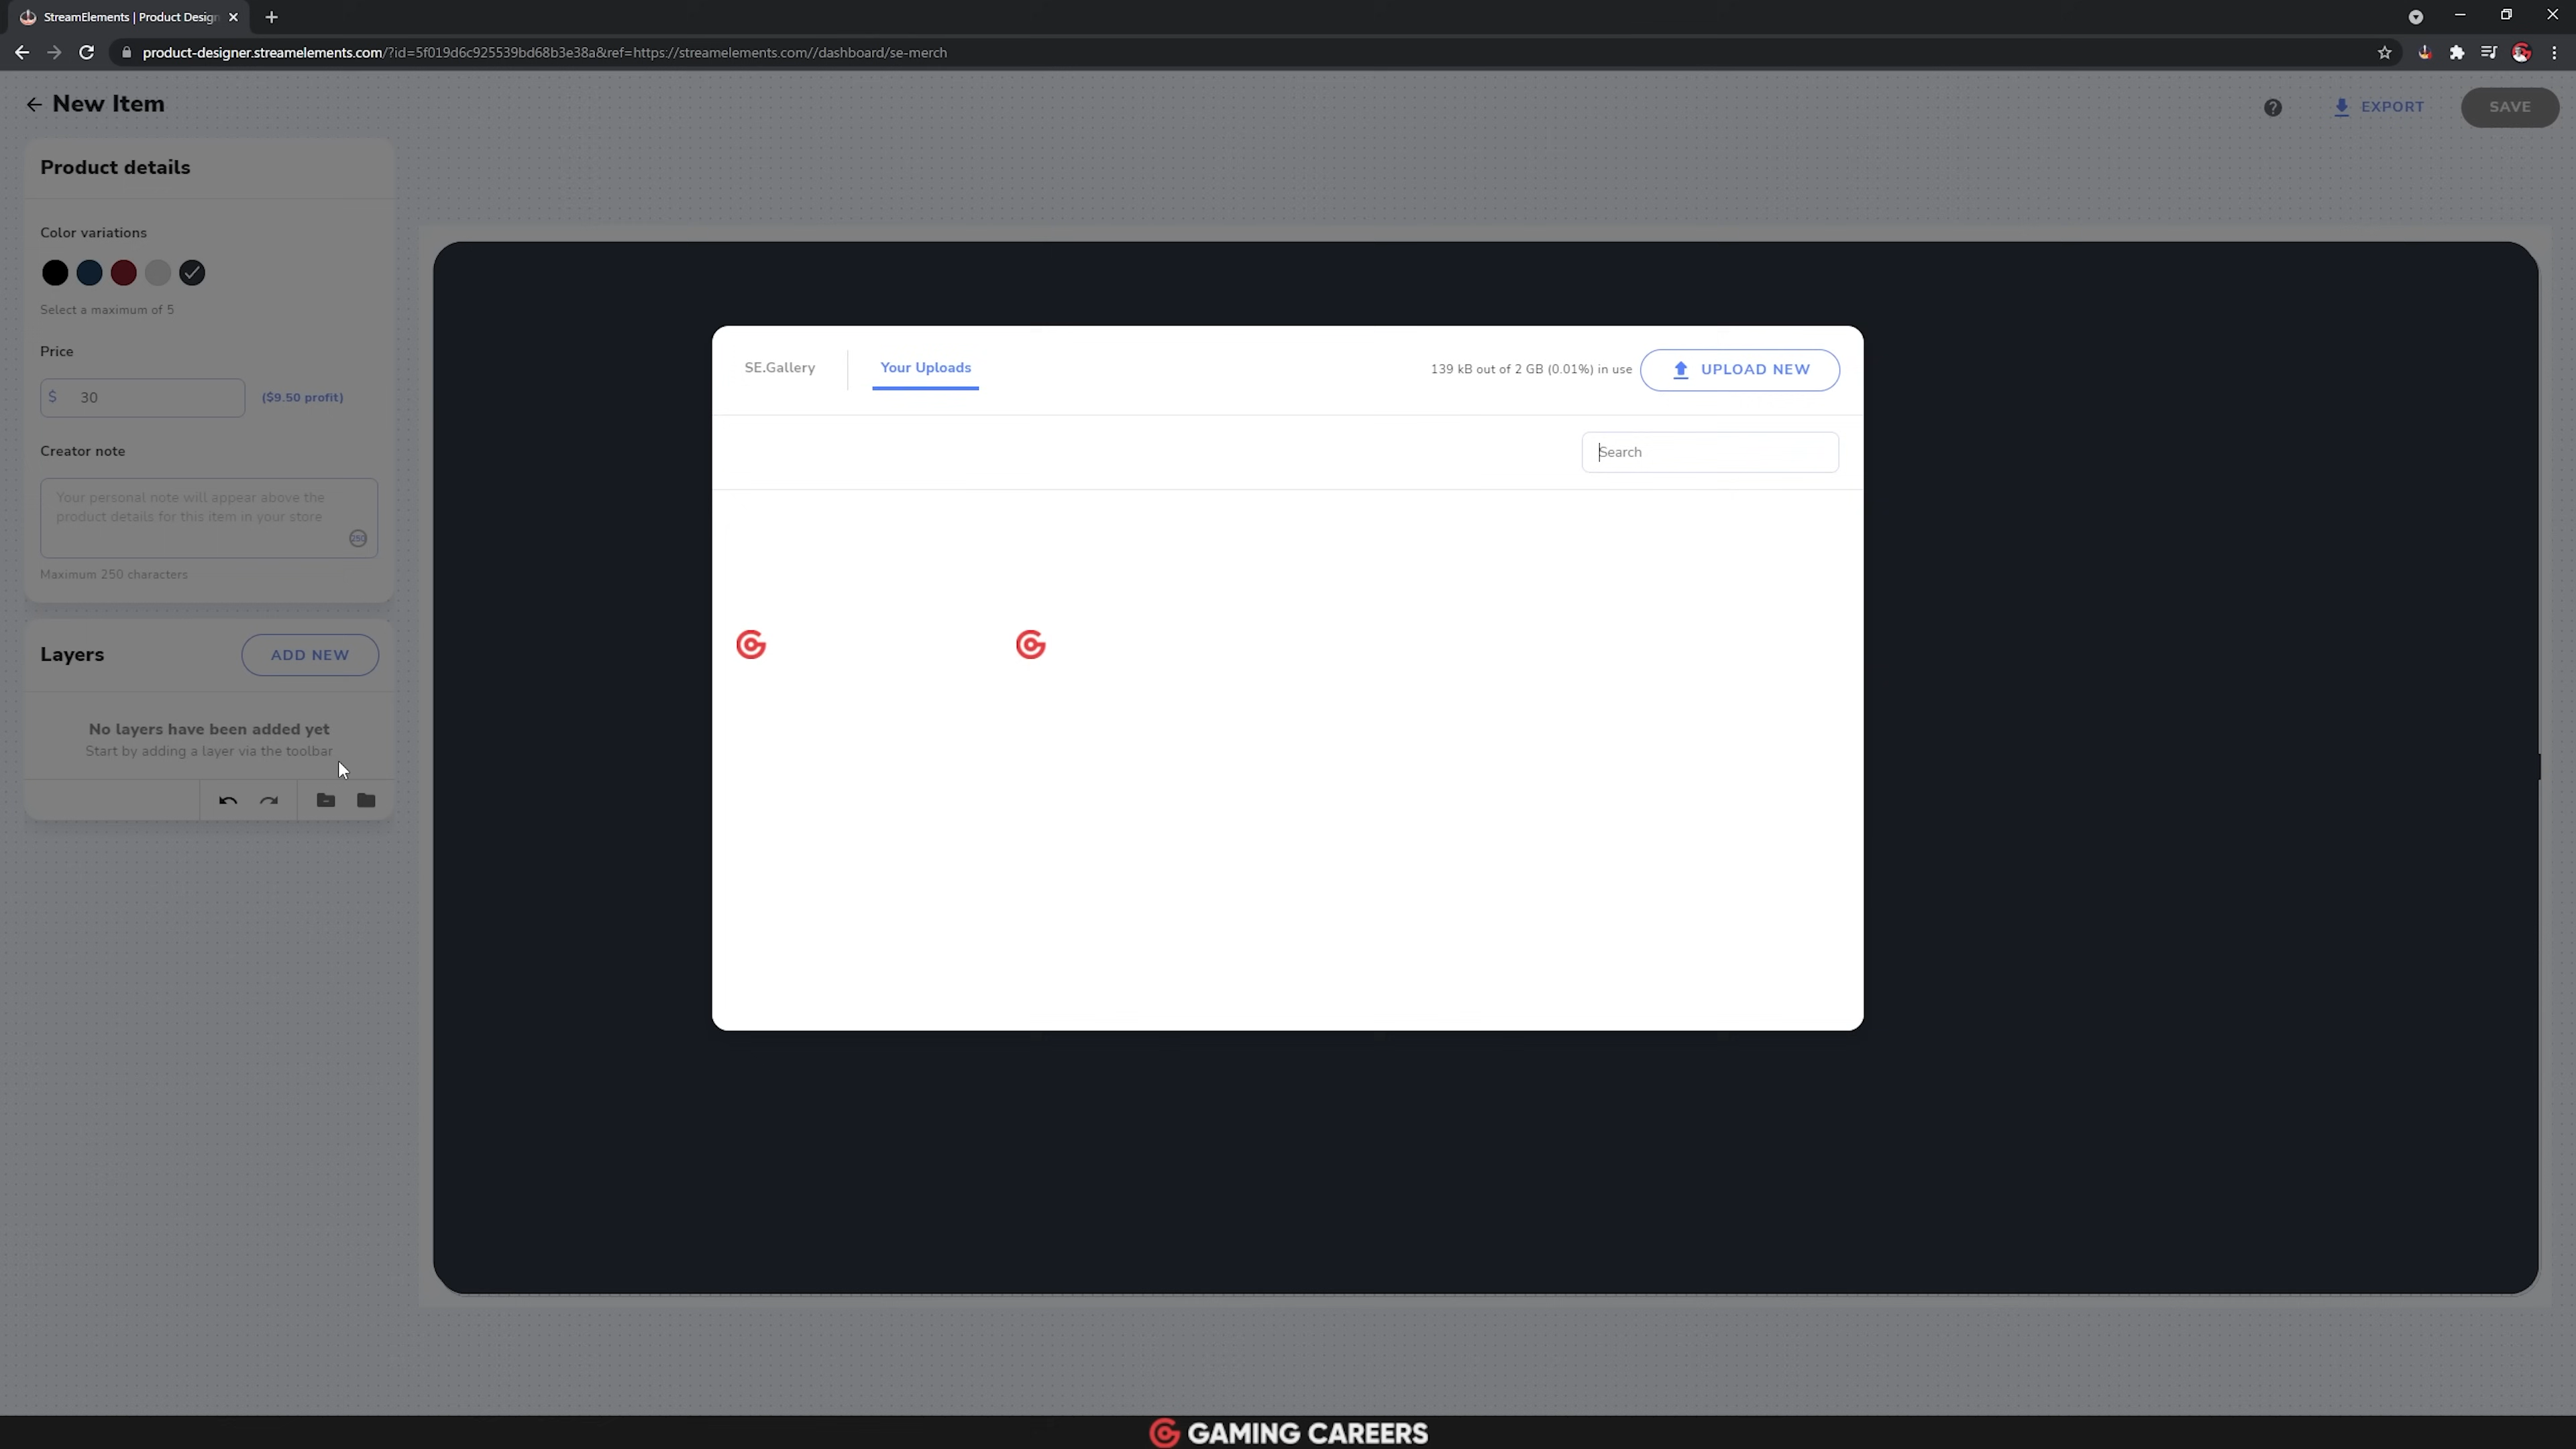 StreamElements | Product Design
product-designer.streamelements.com/?id=5f019d6c925539bd68b3e38a&ref=https://streamelements.com//dashboard/se-merch
New Item
EXPORT
SAVE
Product details
Color variations
Select a maximum of 5
Price
$ 30 ($9.50 profit)
Creator note
Your personal note will appear above the
product details for this item in your store
250
Maximum 250 characters
Layers
ADD NEW
No layers have been added yet
Start by adding a layer via the toolbar
SE.Gallery
Your Uploads
139 kB out of 2 GB (0.01%) in use
UPLOAD NEW
Search
GAMING CAREERS